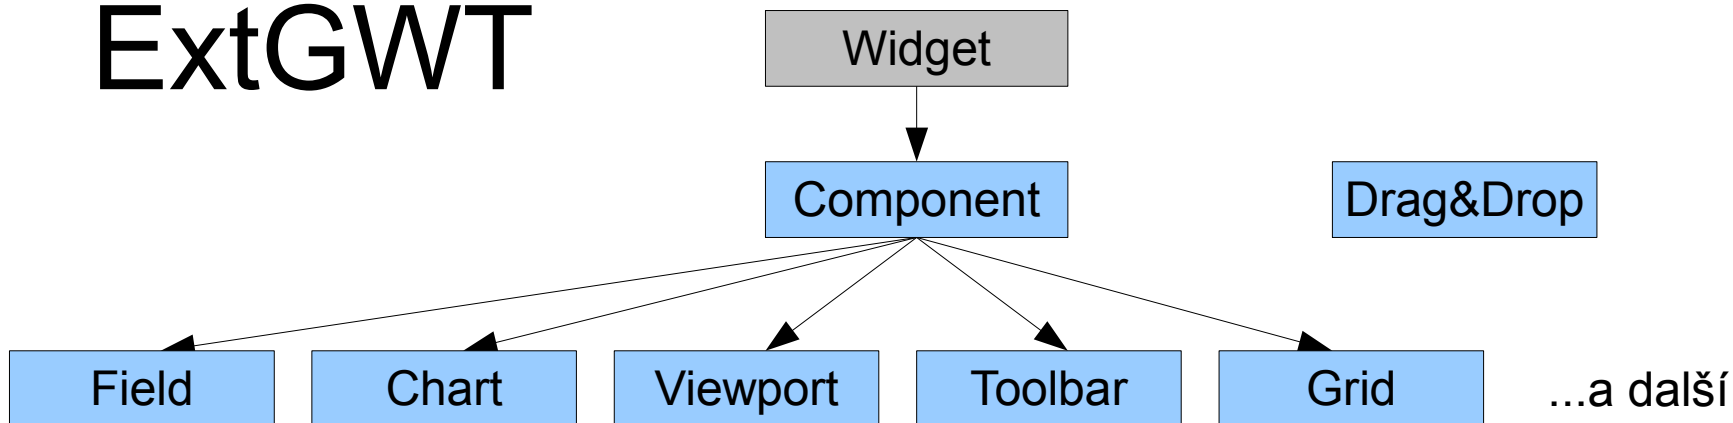 ExtGWT
Widget
Component
Drag&Drop
Field
Chart
Viewport
Toolbar
Grid
...a další